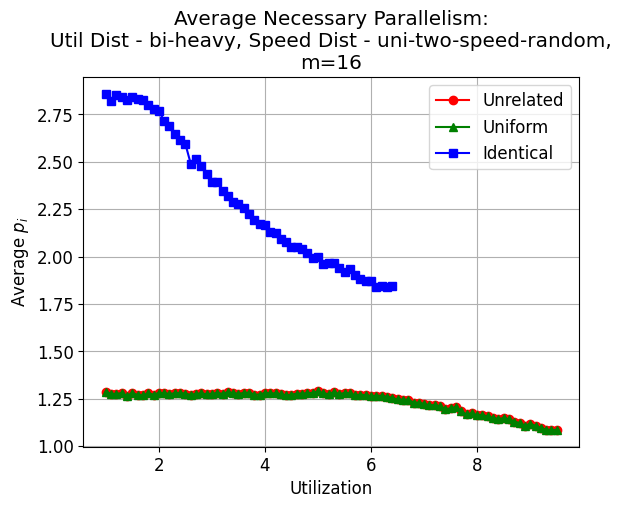 Average Necessary Parallelism:
Util Dist - bi-heavy, Speed Dist - uni-two-speed-random,
m=16
Unrelated
Uniform
Identical
Average $p_i$
2.75
2.50
2.25
2.00
1.75
1.50
1.25
1.00
2 4 6 8
Utilization